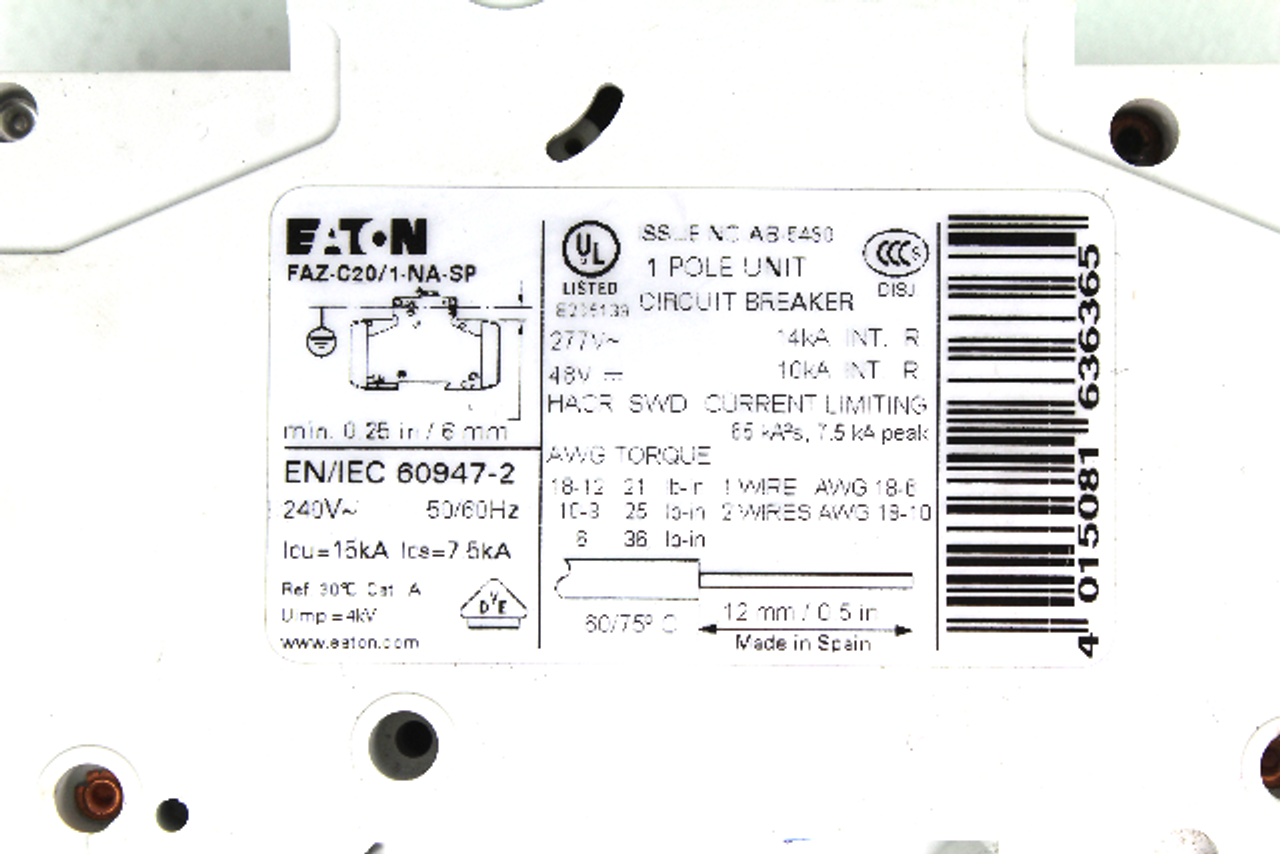 EATON
FAZ-C20/1-NA-SP
min. 0.25 in / 6 mm
EN/IEC 60947-2
240V~ 50/60Hz
Icu=15kA Ics=7.5kA
Ref. 30°C Cat. A
Uimp = 4kV
www.eaton.com
DVE
UL
LISTED
ISSUE NO.
1 POLE UNIT
CIRCUIT BREAKER
CCC S
277V~ 14kA INT. R.
48V ⎓ 10kA INT. R.
HACR SWD CURRENT LIMITING
7.5 kA peak
AWG TORQUE
18-12 21 lb-in 1 WIRE AWG 18-6
10-8 25 lb-in 2 WIRES AWG 18-10
6 36 lb-in
60/75° C
12 mm / 0.5 in
Made in Spain
4 015081 636365